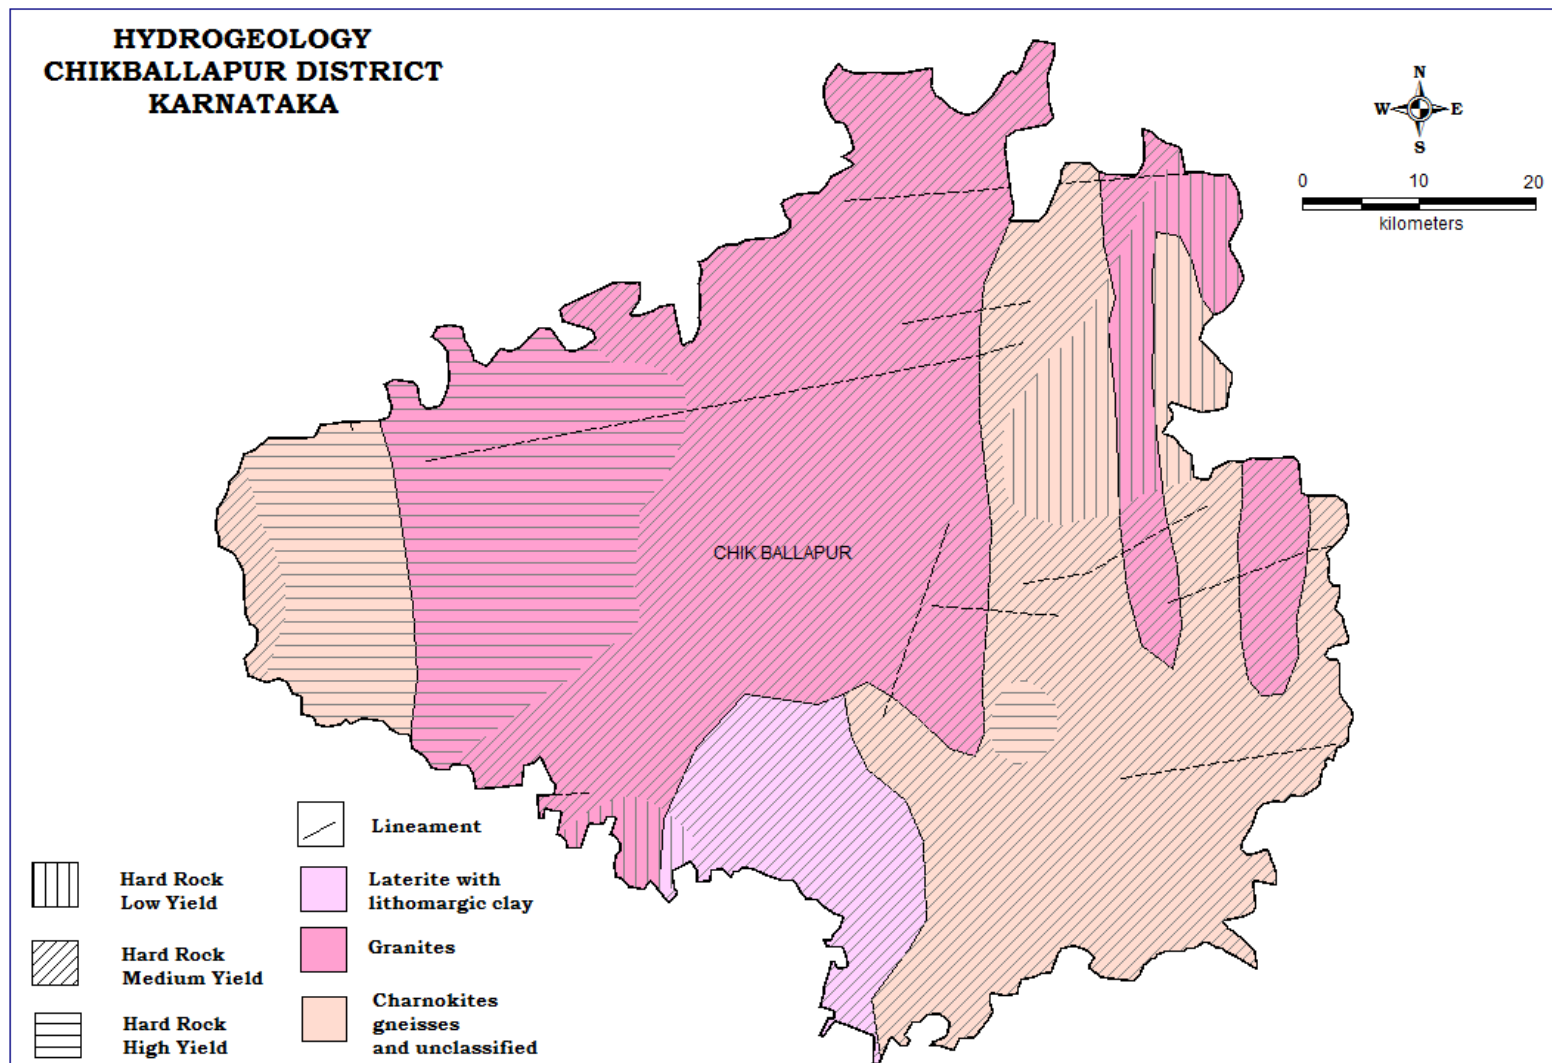 HYDROGEOLOGY
CHIKBALLAPUR DISTRICT
KARNATAKA
N
W E
S
0 10 20
kilometers
CHIK BALLAPUR
Lineament
Hard Rock
Low Yield
Laterite with
lithomargic clay
Hard Rock
Medium Yield
Granites
Hard Rock
High Yield
Charnokites
gneisses
and unclassified